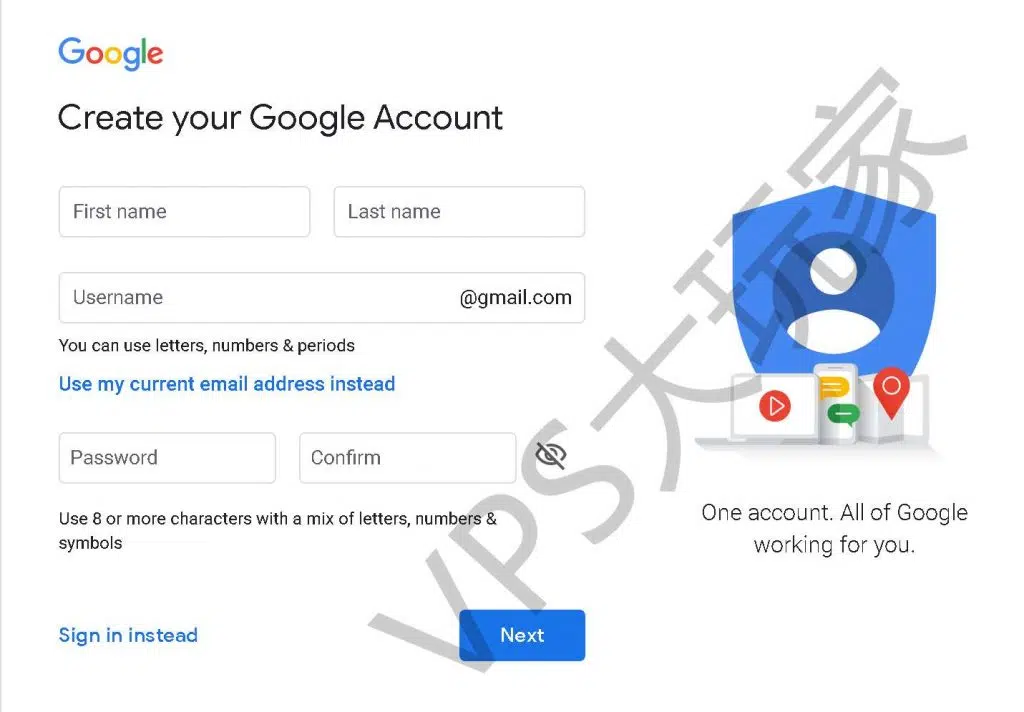 Google
Create your Google Account
First name
Last name
Username
@gmail.com
You can use letters, numbers & periods
Use my current email address instead
Password
Confirm
Use 8 or more characters with a mix of letters, numbers &
symbols
One account. All of Google
working for you.
Sign in instead
Next
VPS大玩家